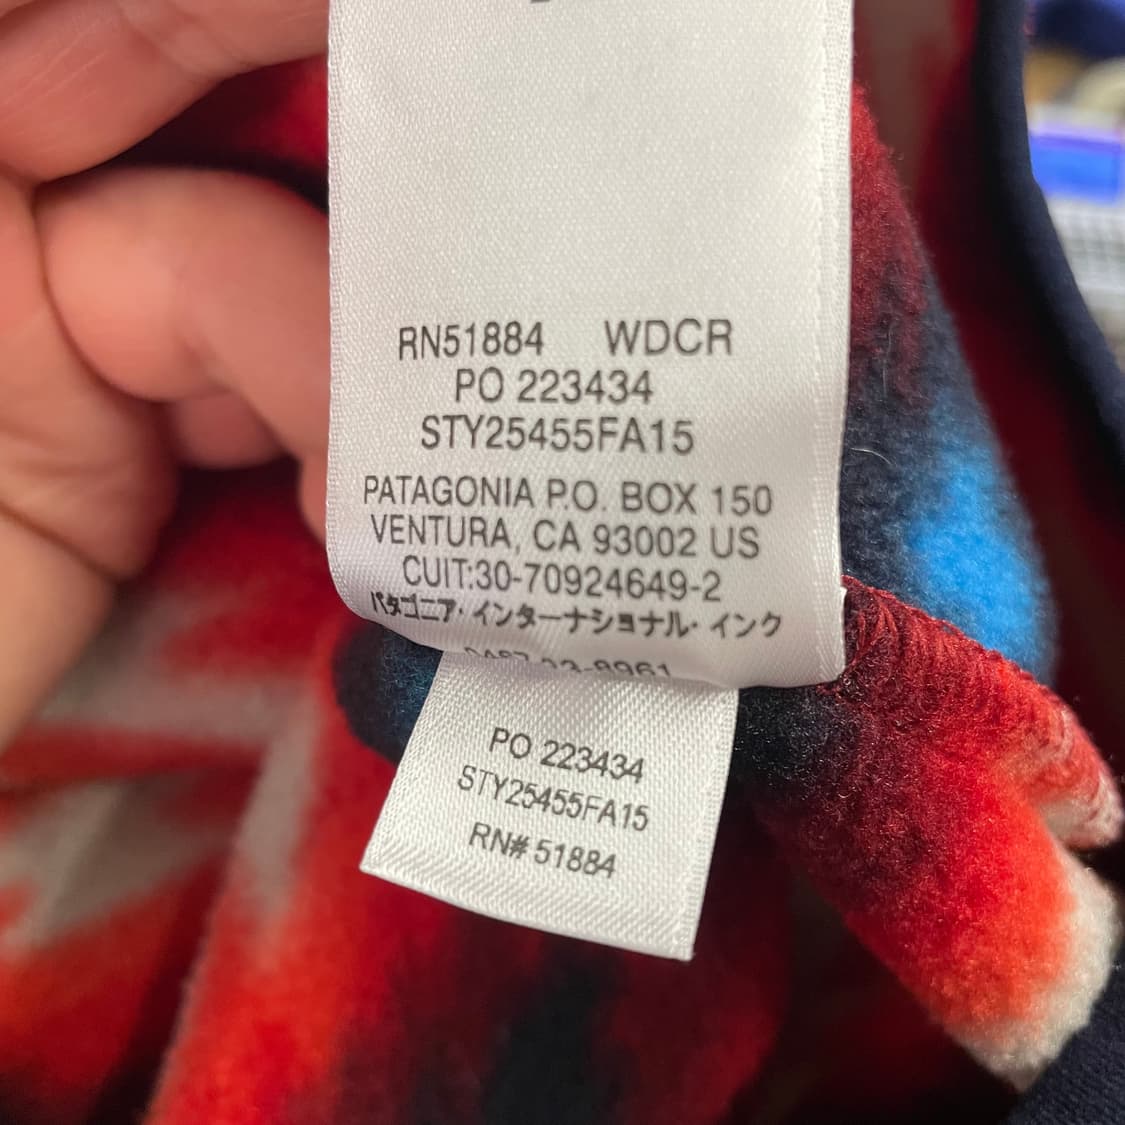 RN51884 WDCR
PO 223434
STY25455FA15
PATAGONIA P.O. BOX 150
VENTURA, CA 93002 US
CUIT:30-70924649-2
パタゴニア・インターナショナル・インク
PO 223434
STY25455FA15
RN# 51884